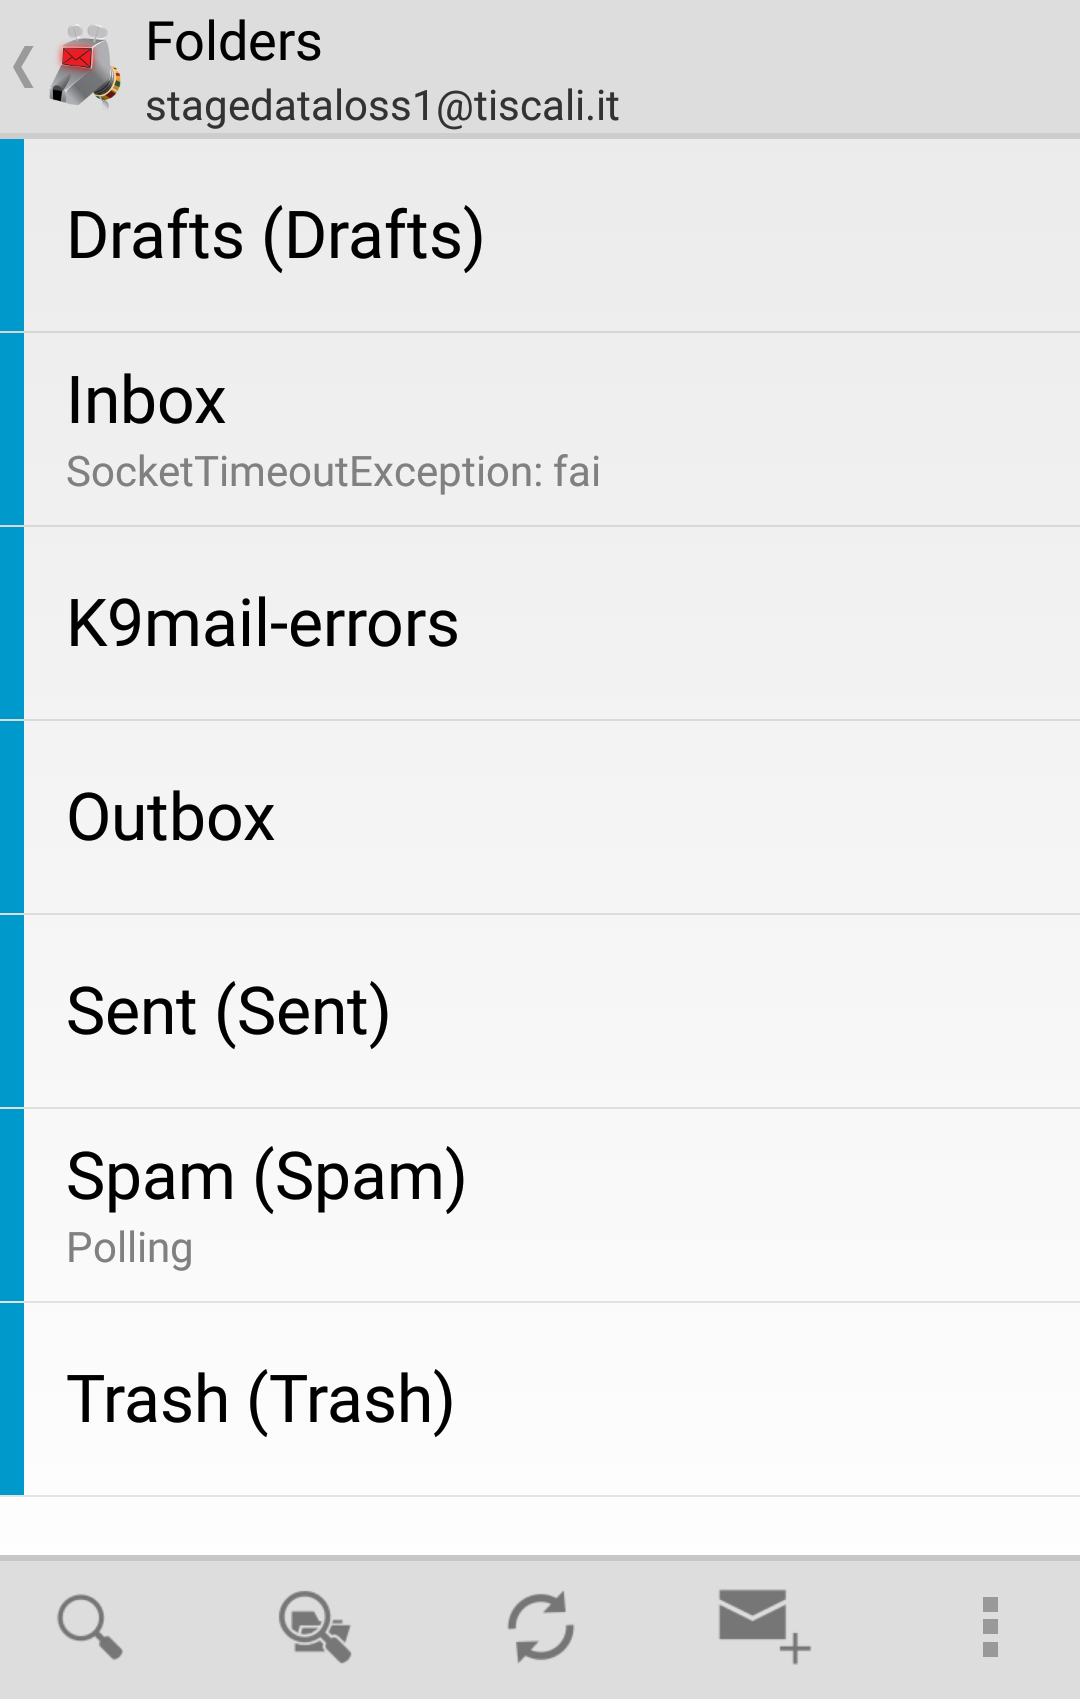 Folders
stagedataloss1@tiscali.it
Drafts (Drafts)
Inbox
SocketTimeoutException: fai
K9mail-errors
Outbox
Sent (Sent)
Spam (Spam)
Polling
Trash (Trash)